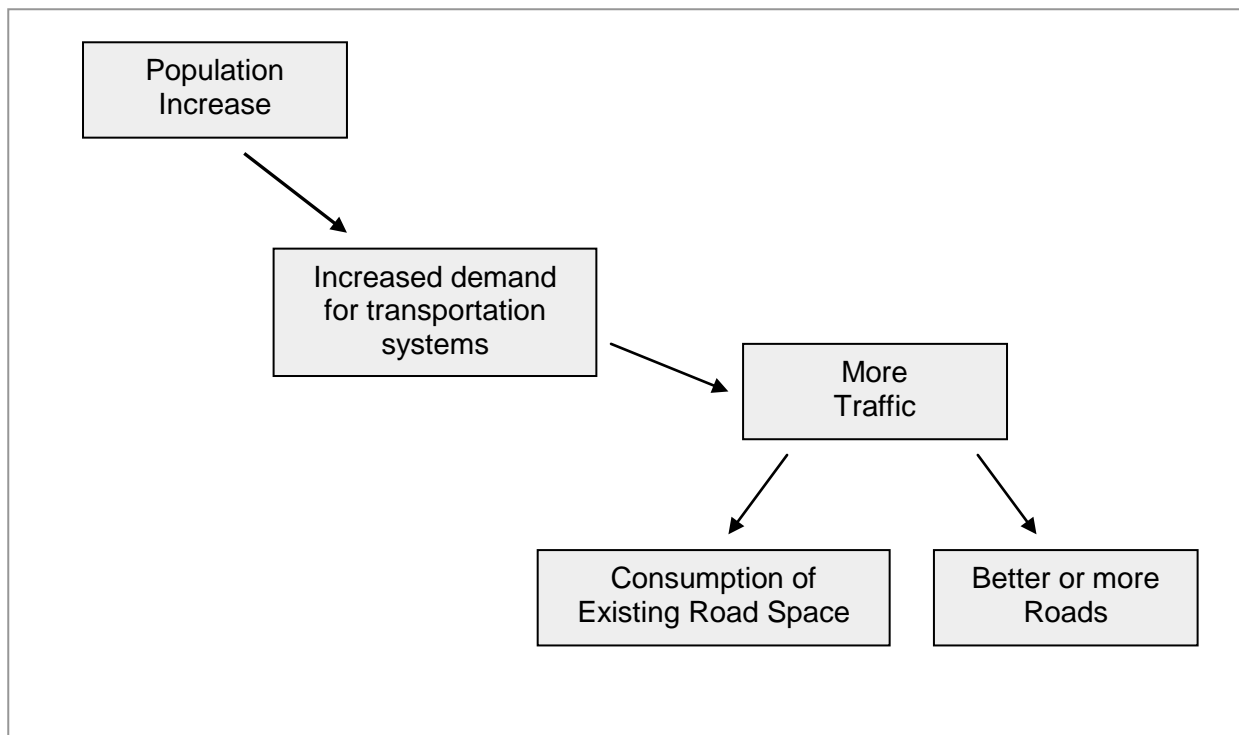 Population
Increase
Increased demand
for transportation
systems
More
Traffic
Consumption of
Existing Road Space
Better or more
Roads